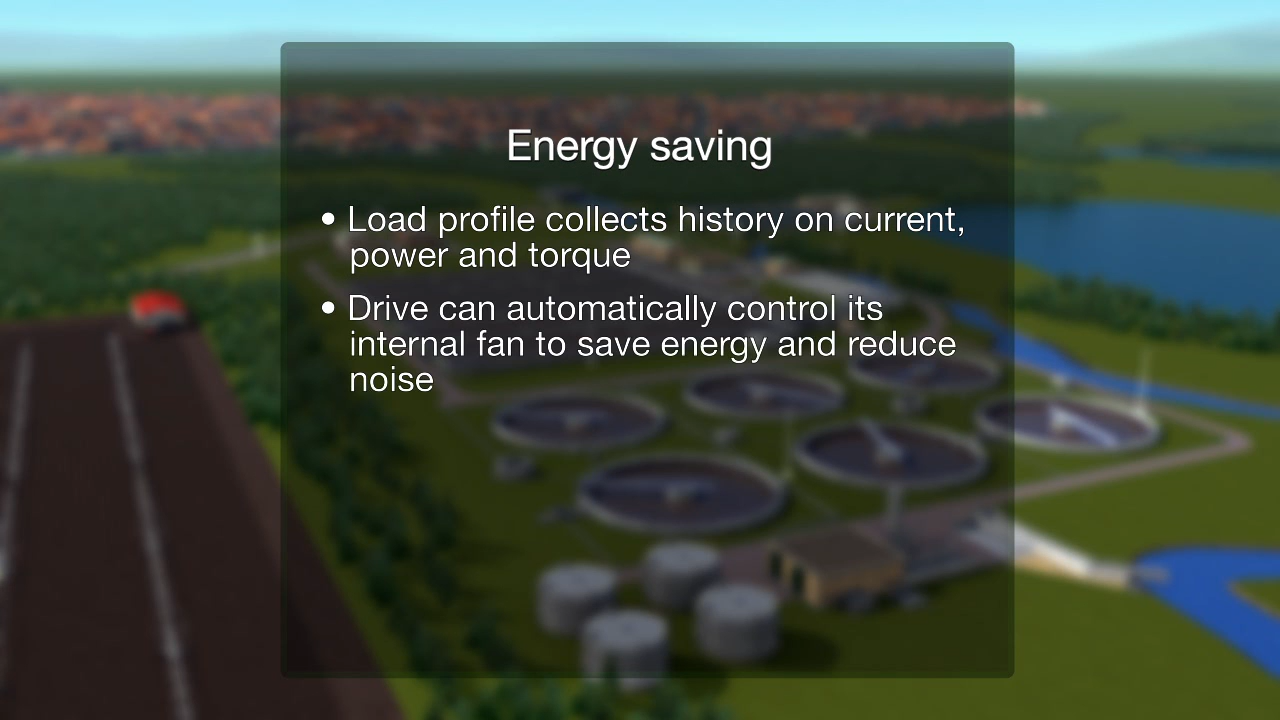 Energy saving
• Load profile collects history on current,
power and torque
• Drive can automatically control its
internal fan to save energy and reduce
noise